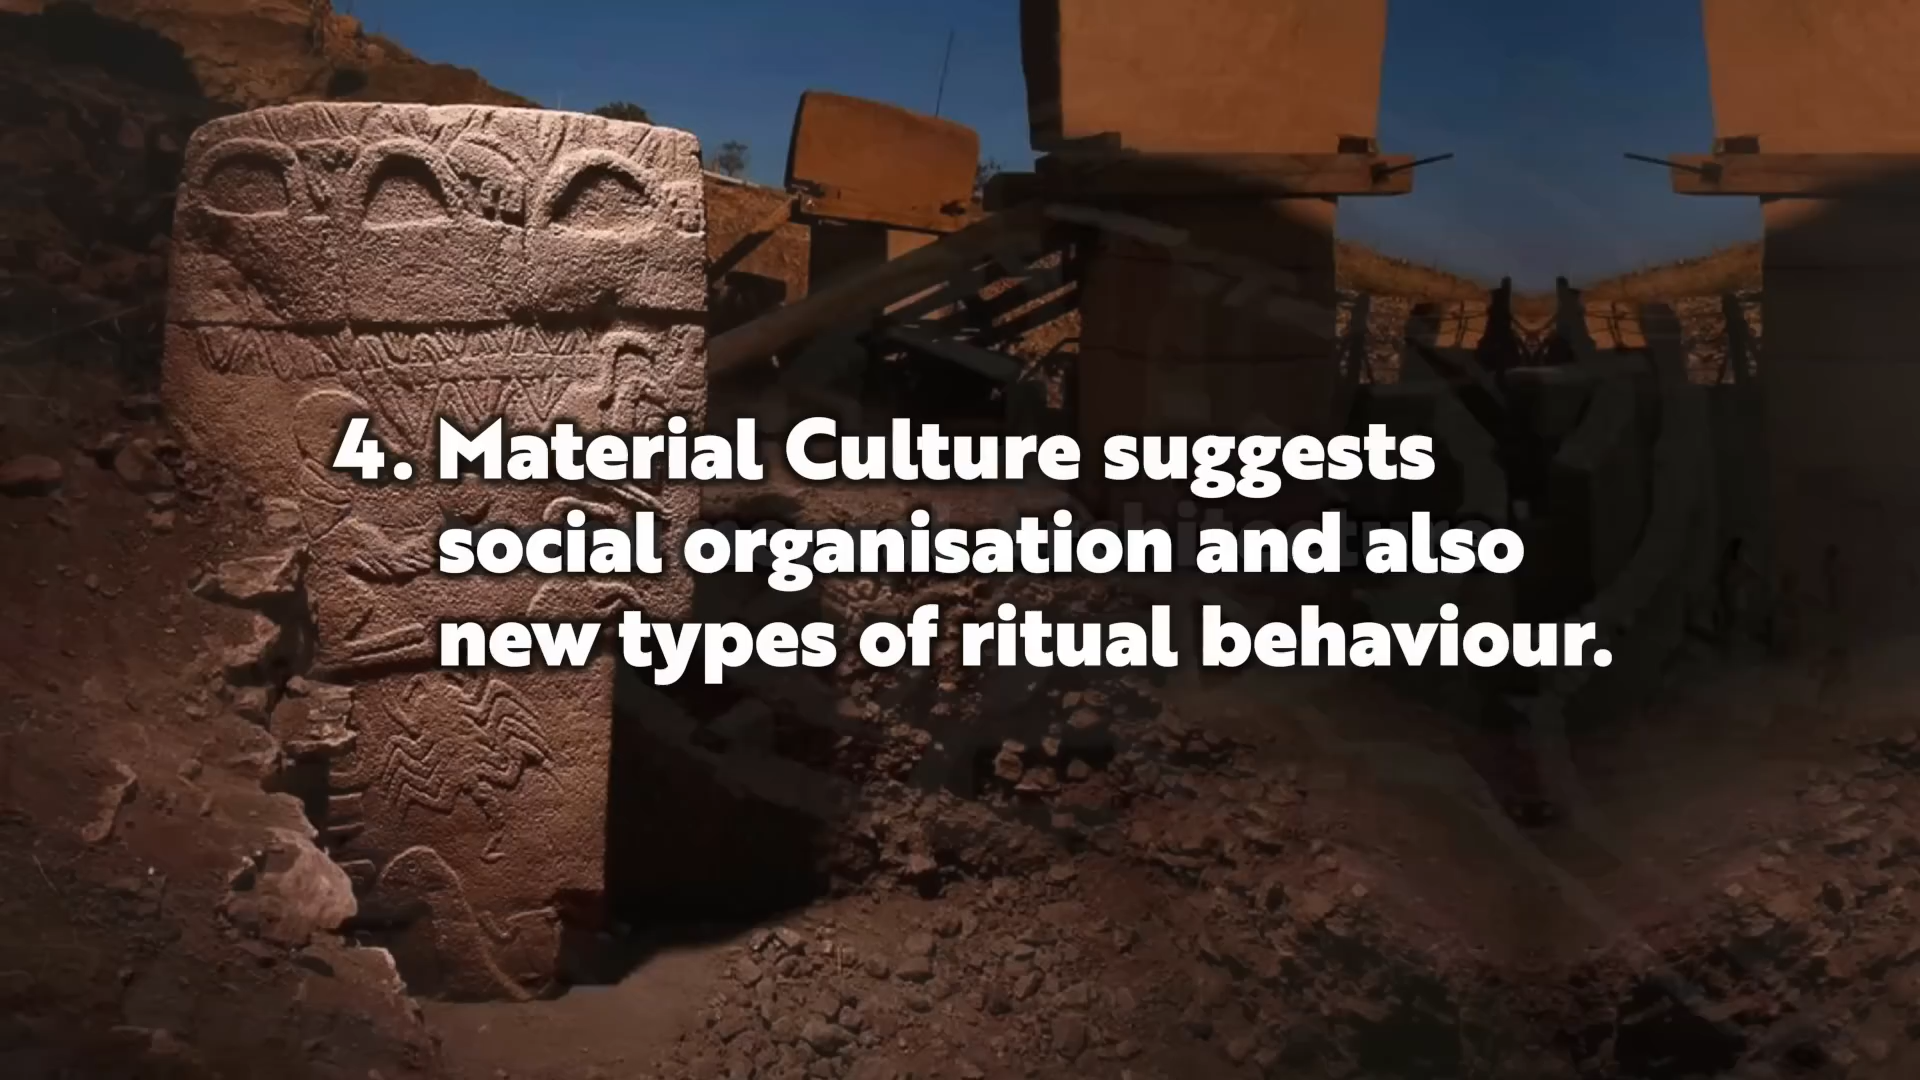 4. Material Culture suggests
social organisation and also
new types of ritual behaviour.